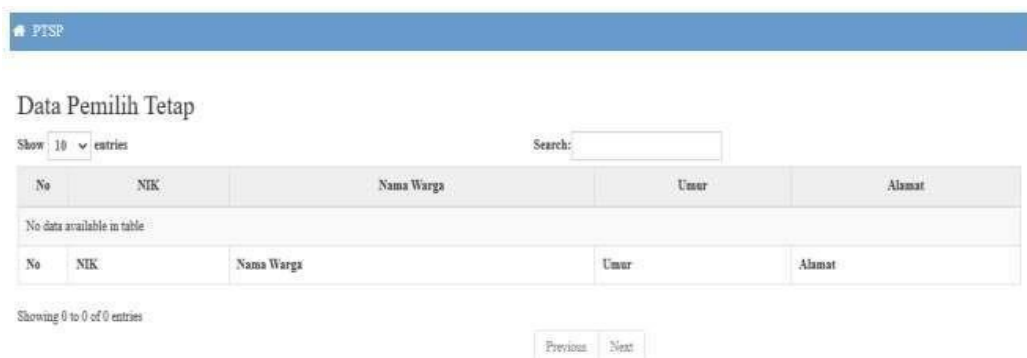 PTSP
Data Pemilih Tetap
Show 10 entries Search:
No NIK Nama Warga Umur Alamat
No data available in table
No NIK Nama Warga Umur Alamat
Showing 0 to 0 of 0 entries
Previous Next